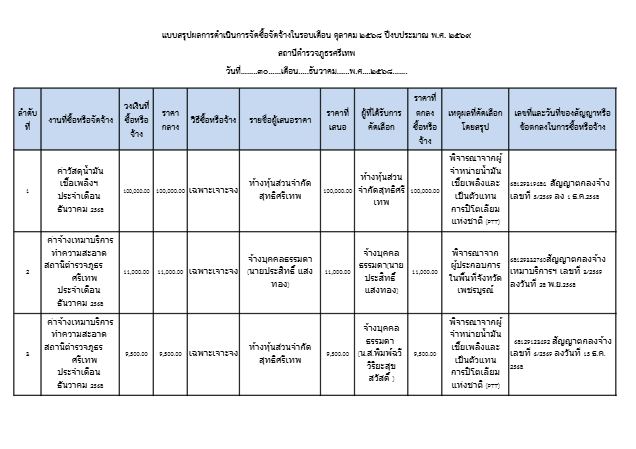 แบบสรุปผลการดำเนินการจัดซื้อจัดจ้างในรอบเดือน ตุลาคม ๒๕๖๘ ปีงบประมาณ พ.ศ. ๒๕๖๙
สถานีตำรวจภูธรศรีเทพ
วันที่........๓๐......เดือน.....ธันวาคม......พ.ศ....๒๕๖๘.......
ลำดับที่ งานที่ซื้อหรือจัดจ้าง วงเงินที่ซื้อหรือจ้าง ราคากลาง วิธีซื้อหรือจ้าง รายชื่อผู้เสนอราคา ราคาที่เสนอ ผู้ที่ได้รับการคัดเลือก ราคาที่ตกลงซื้อหรือจ้าง เหตุผลที่คัดเลือกโดยสรุป เลขที่และวันที่ของสัญญาหรือข้อตกลงในการซื้อหรือจ้าง
1 ค่าวัสดุน้ำมันเชื้อเพลิงฯ ประจำเดือน ธันวาคม 2568 100,000.00 100,000.00 เฉพาะเจาะจง ห้างหุ้นส่วนจำกัด สุทธิศรีเทพ 100,000.00 ห้างหุ้นส่วนจำกัดสุทธิศรีเทพ 100,000.00 พิจารณาจากผู้จำหน่ายน้ำมันเชื้อเพลิงและเป็นตัวแทนการปิโตเลียมแห่งชาติ (PTT) สัญญาตกลงจ้างเลขที่ 5/2569 ลง 1 ธ.ค.2568
2 ค่าจ้างเหมาบริการทำความสะอาดสถานีตำรวจภูธรศรีเทพ ประจำเดือน ธันวาคม 2568 11,000.00 11,000.00 เฉพาะเจาะจง จ้างบุคคลธรรมดา (นายประสิทธิ์ แสงทอง) 11,000.00 จ้างบุคคลธรรมดา(นายประสิทธิ์ แสงทอง) 11,000.00 พิจารณาจากผู้ประกอบการในพื้นที่จังหวัดเพชรบูรณ์ สัญญาตกลงจ้างเหมาบริการฯ เลขที่ /2569 ลงวันที่ 28 พ.ย.2568
3 ค่าจ้างเหมาบริการทำความสะอาดสถานีตำรวจภูธรศรีเทพ ประจำเดือน ธันวาคม 2568 9,500.00 9,500.00 เฉพาะเจาะจง ห้างหุ้นส่วนจำกัด สุทธิศรีเทพ 9,500.00 จ้างบุคคลธรรมดา (น.ส.พิมพ์ฉวี วิริยะสุขสวัสดิ์ ) 9,500.00 พิจารณาจากผู้จำหน่ายน้ำมันเชื้อเพลิงและเป็นตัวแทนการปิโตเลียมแห่งชาติ (PTT) สัญญาตกลงจ้างเลขที่ 6/2569 ลงวันที่ 15 ธ.ค. 2568